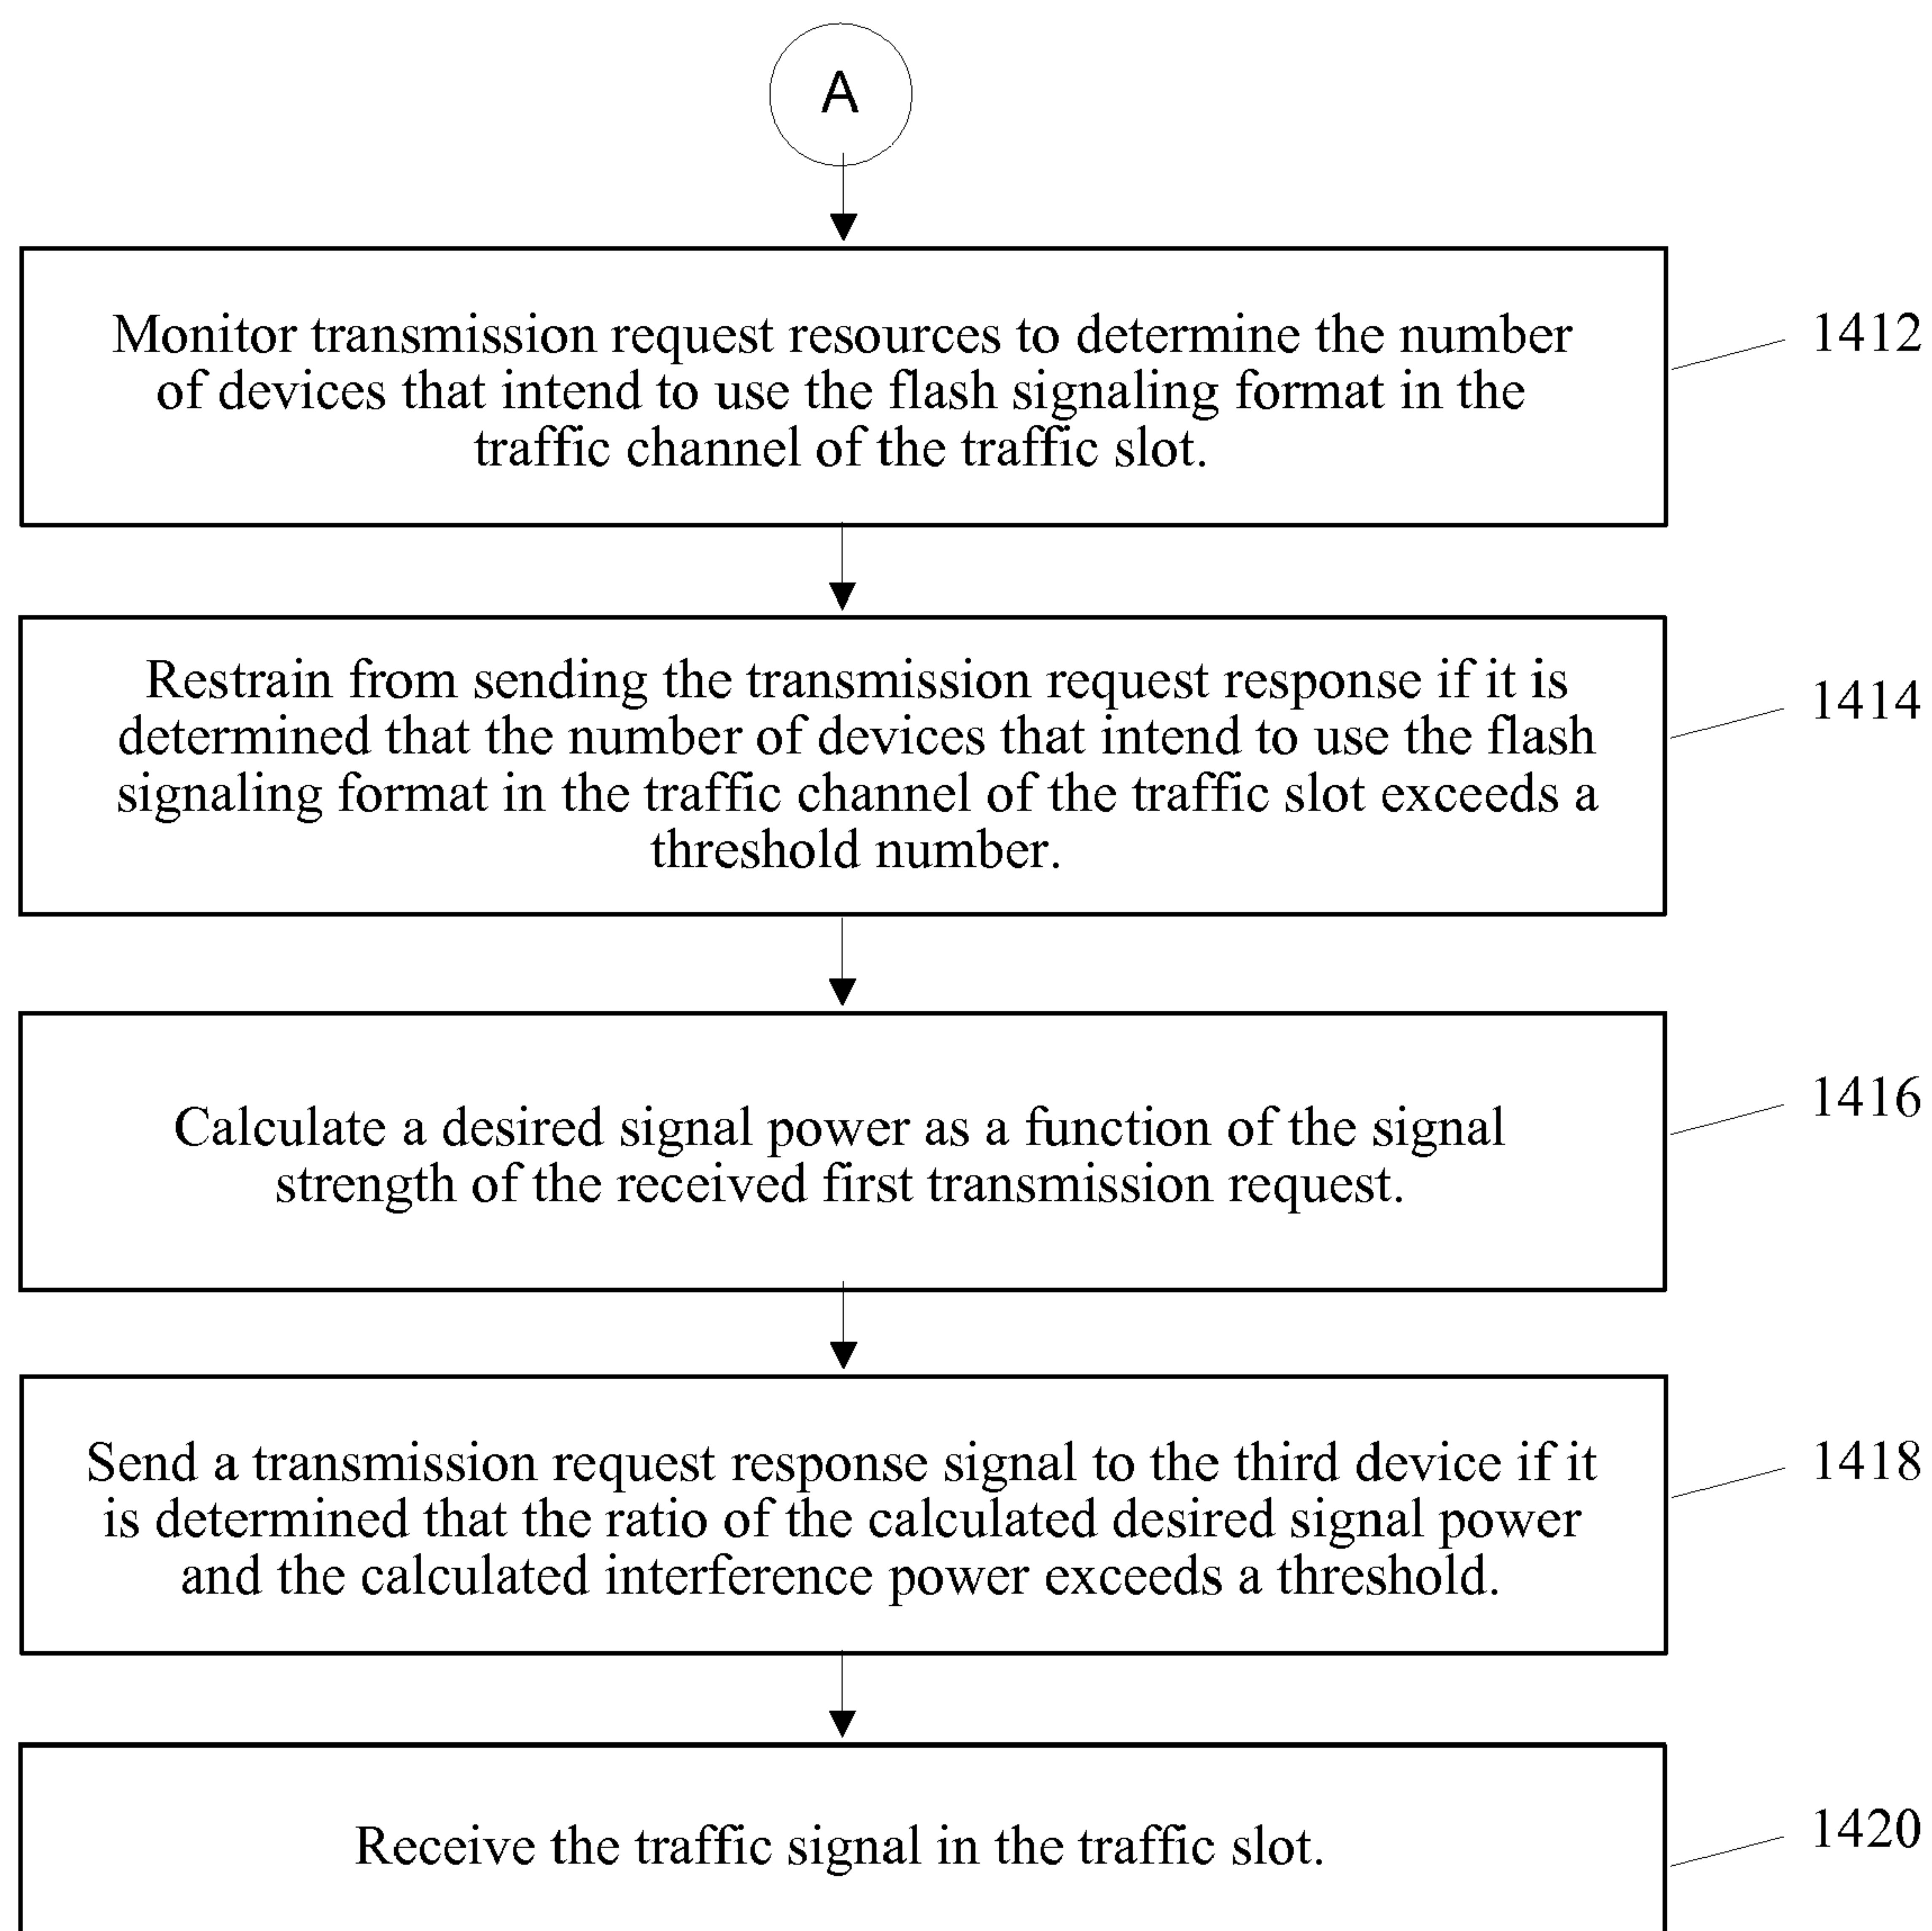 A
Monitor transmission request resources to determine the number
of devices that intend to use the flash signaling format in the
traffic channel of the traffic slot.
1412
Restrain from sending the transmission request response if it is
determined that the number of devices that intend to use the flash
signaling format in the traffic channel of the traffic slot exceeds a
threshold number.
1414
Calculate a desired signal power as a function of the signal
strength of the received first transmission request.
1416
Send a transmission request response signal to the third device if it
is determined that the ratio of the calculated desired signal power
and the calculated interference power exceeds a threshold.
1418
Receive the traffic signal in the traffic slot.
1420